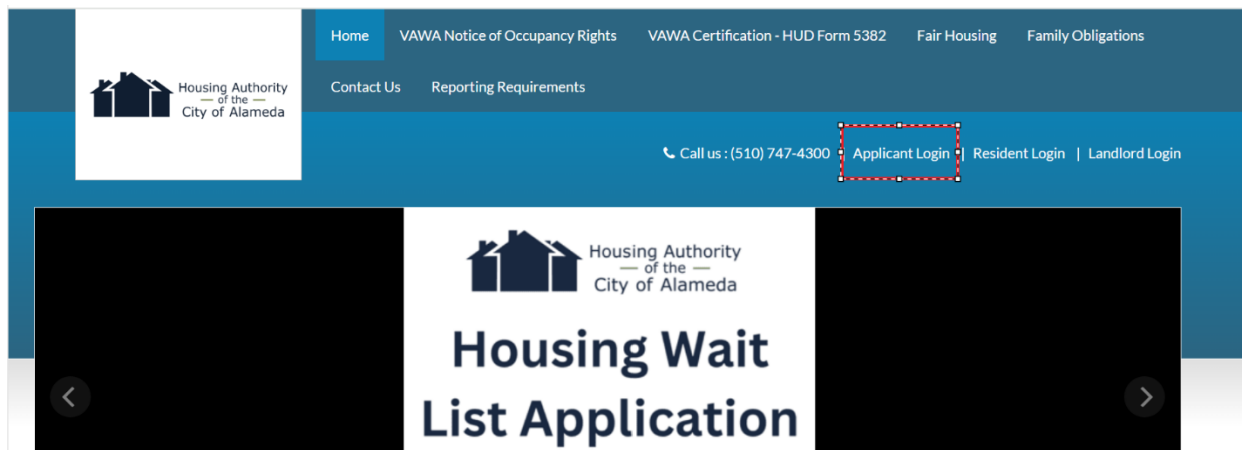 Home VAWA Notice of Occupancy Rights VAWA Certification - HUD Form 5382 Fair Housing Family Obligations
Housing Authority
of the
City of Alameda
Contact Us Reporting Requirements
Call us : (510) 747-4300 | Applicant Login | Resident Login | Landlord Login
Housing Authority
of the
City of Alameda
Housing Wait
List Application